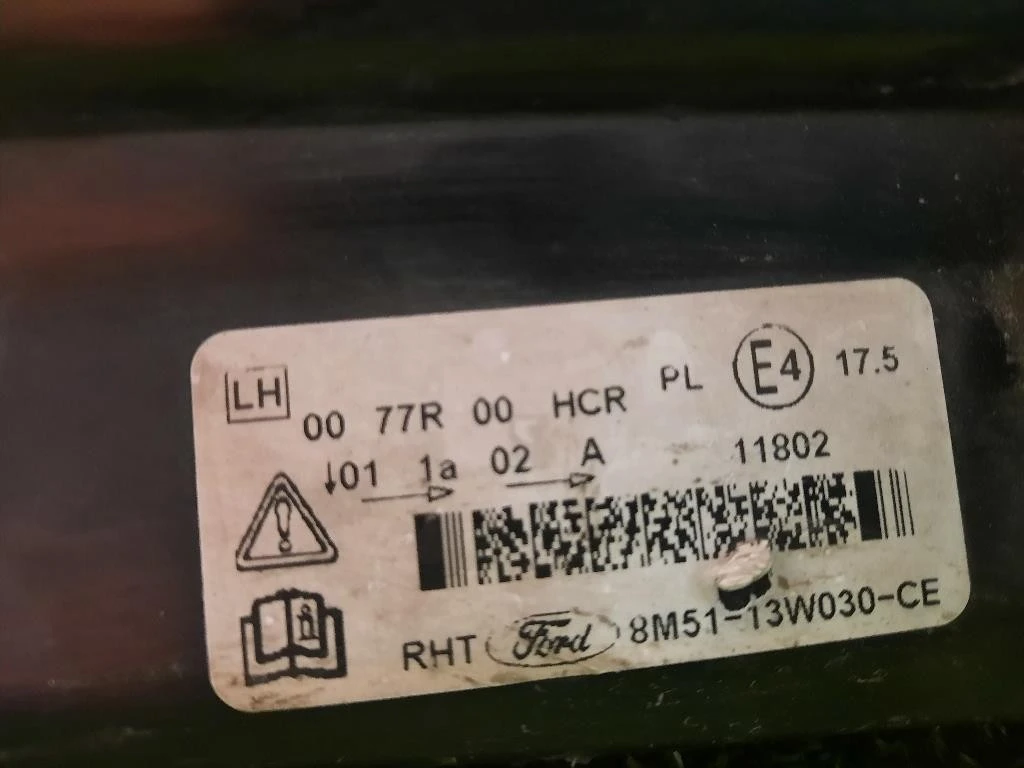 LH 00 77R 00 HCR PL E4 17.5
↓01 1a 02 A 11802
RHT Ford 8M51-13W030-CE